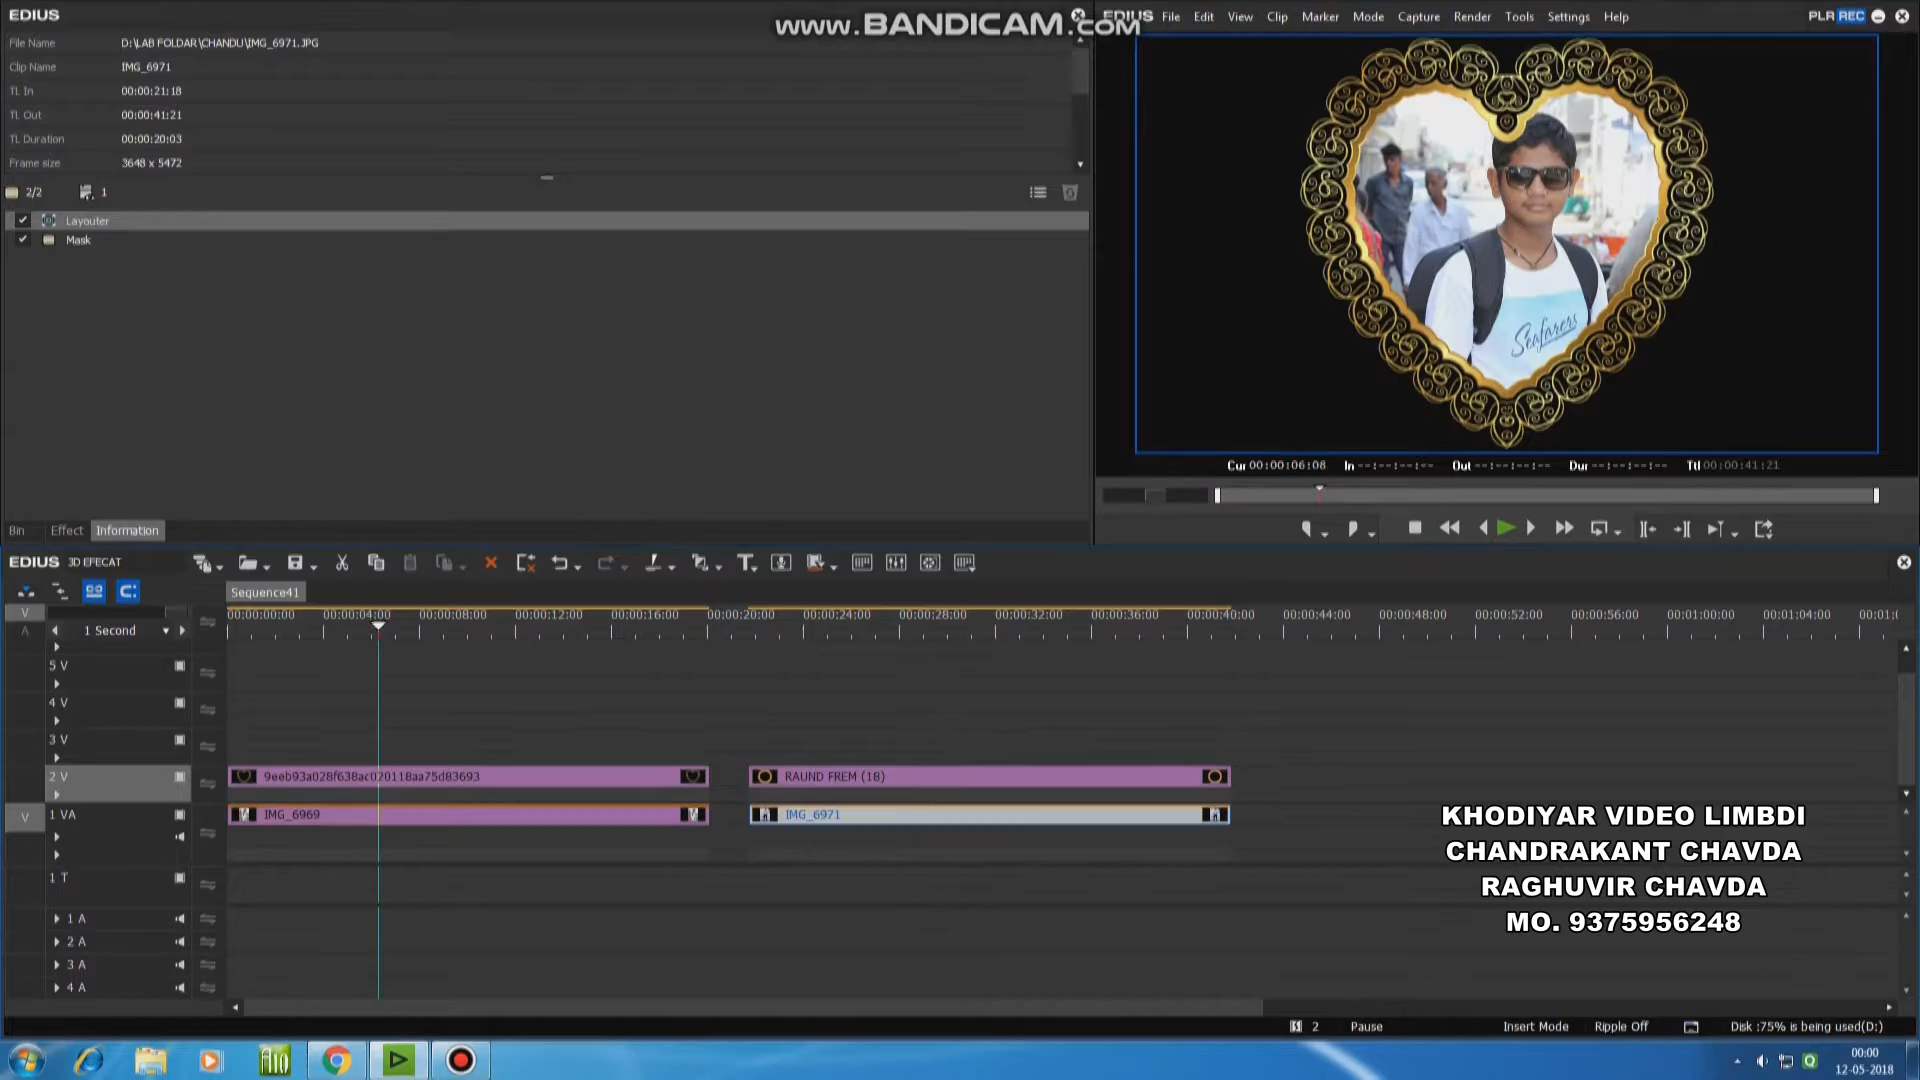 EDIUS
www.BANDICAM.com
EDIUS File Edit View Clip Marker Mode Capture Render Tools Settings Help PLR REC
File Name D:\LAB FOLDAR\CHANDU\IMG_6971.JPG
Clip Name IMG_6971
TL In 00:00:21:18
TL Out 00:00:41:21
TL Duration 00:00:20:03
Frame size 3648 x 5472
2/2 1
Layouter
Mask
Seafarers
Cur 00:00:06:08 In --:--:--:-- Out --:--:--:-- Dur --:--:--:-- Ttl 00:00:41:21
Bin Effect Information
EDIUS 3D EFECAT
Sequence41
V
A
1 Second
00:00:00:00 00:00:04:00 00:00:08:00 00:00:12:00 00:00:16:00 00:00:20:00 00:00:24:00 00:00:28:00 00:00:32:00 00:00:36:00 00:00:40:00 00:00:44:00 00:00:48:00 00:00:52:00 00:00:56:00 00:01:00:00 00:01:04:00 00:01:0
5 V
4 V
3 V
2 V 9eeb93a028f638ac020118aa75d83693 RAUND FREM (18)
V 1 VA IMG_6969 IMG_6971
1 T
1 A
2 A
3 A
4 A
KHODIYAR VIDEO LIMBDI
CHANDRAKANT CHAVDA
RAGHUVIR CHAVDA
MO. 9375956248
2 Pause Insert Mode Ripple Off Disk :75% is being used(D:)
00:00
12-05-2018